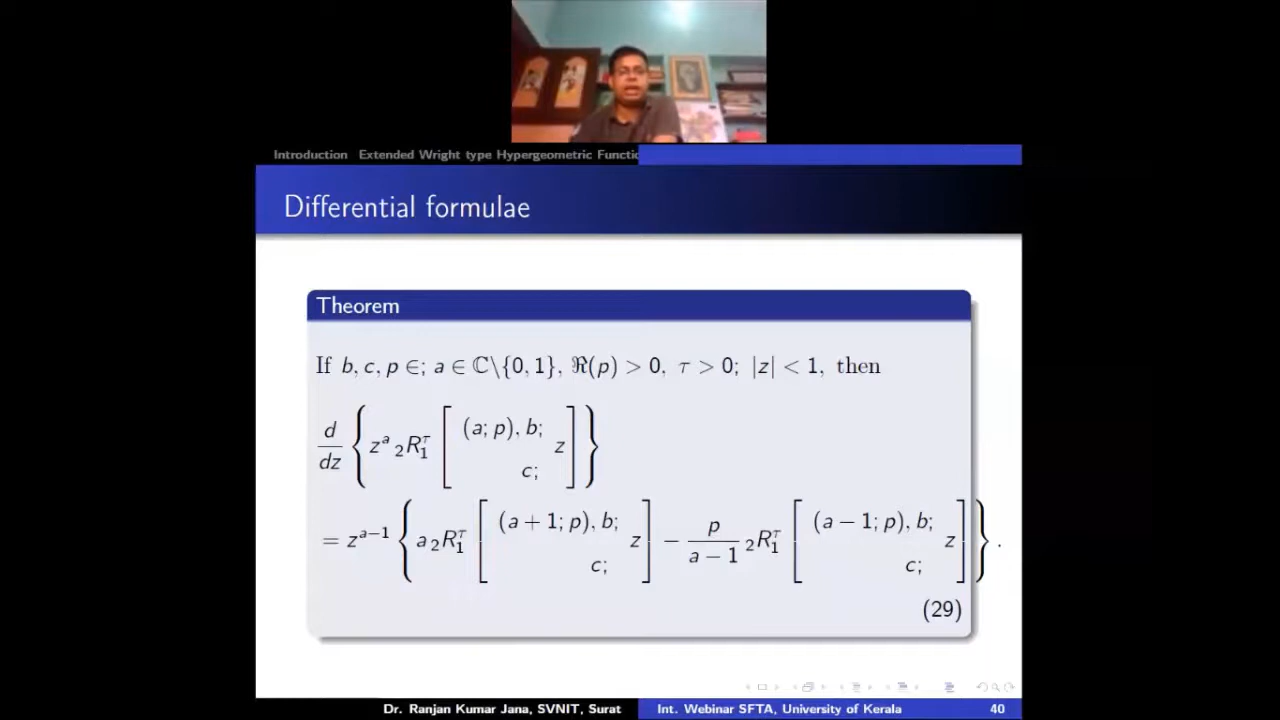 Introduction Extended Wright type Hypergeometric Functio
Differential formulae
Theorem
If b, c, p ∈; a ∈ ℂ\{0, 1}, ℜ(p) > 0, τ > 0; |z| < 1, then
d/dz { z^a ₂R₁^τ [ (a; p), b; c; z ] }
= z^{a−1} { a ₂R₁^τ [ (a + 1; p), b; c; z ] − p/(a − 1) ₂R₁^τ [ (a − 1; p), b; c; z ] } .
(29)
Dr. Ranjan Kumar Jana, SVNIT, Surat Int. Webinar SFTA, University of Kerala 40